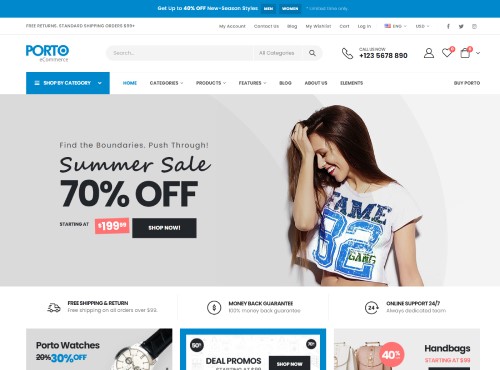 Get Up to 40% OFF New-Season Styles MEN WOMEN * Limited time only.
FREE RETURNS. STANDARD SHIPPING ORDERS $99+
My Account Contact Us Blog My Wishlist Cart Log in ENG USD
PORTO
eCommerce
Search...
All Categories
CALL US NOW
+123 5678 890
0
0
SHOP BY CATEGORY HOME CATEGORIES PRODUCTS FEATURES BLOG ABOUT US ELEMENTS BUY PORTO
Find the Boundaries. Push Through!
Summer Sale
70% OFF
STARTING AT $199 SHOP NOW!
FAME
82
GANG
FREE SHIPPING & RETURN
Free shipping on all orders over $99.
MONEY BACK GUARANTEE
100% money back guarantee
24
ONLINE SUPPORT 24/7
Always dedicated team
Porto Watches
20% 30% OFF
50%
70%
DEAL PROMOS
STARTING AT $99
SHOP NOW
40%
Handbags
STARTING AT $99